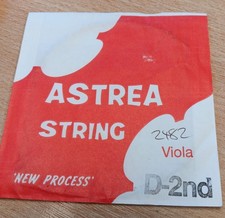 ASTREA
STRING
2482
Viola
'NEW PROCESS'
D-2nd